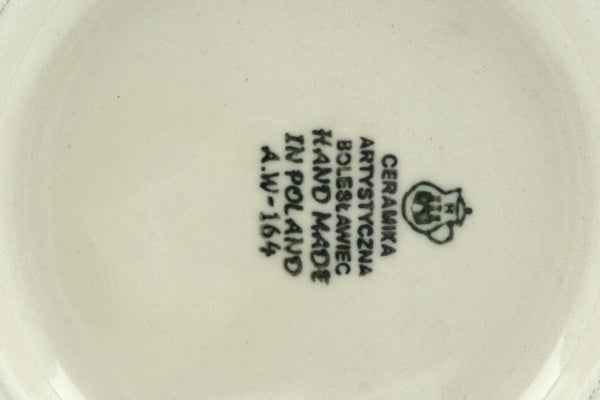 CERAMIKA
ARTYSTYCZNA
BOLESŁAWIEC
HAND MADE
IN POLAND
A.W-164